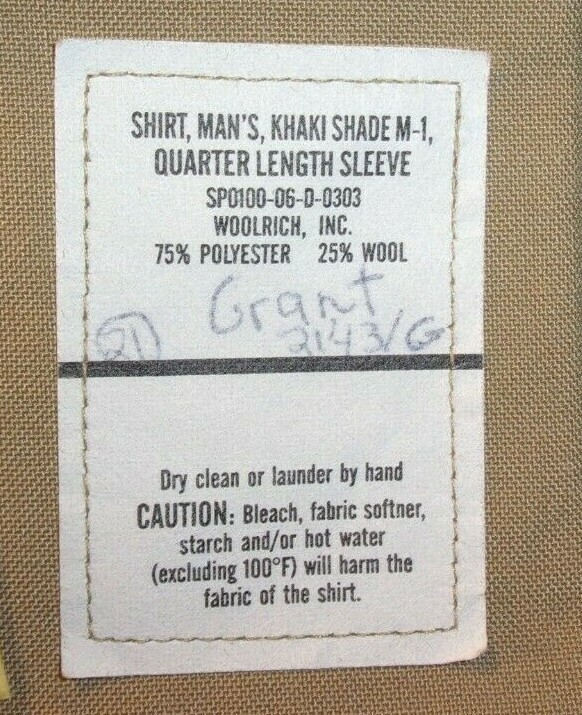 SHIRT, MAN'S, KHAKI SHADE M-1,
QUARTER LENGTH SLEEVE
SPO100-06-D-0303
WOOLRICH, INC.
75% POLYESTER 25% WOOL
Grant
2143/G
Dry clean or launder by hand
CAUTION: Bleach, fabric softner,
starch and/or hot water
(excluding 100°F) will harm the
fabric of the shirt.